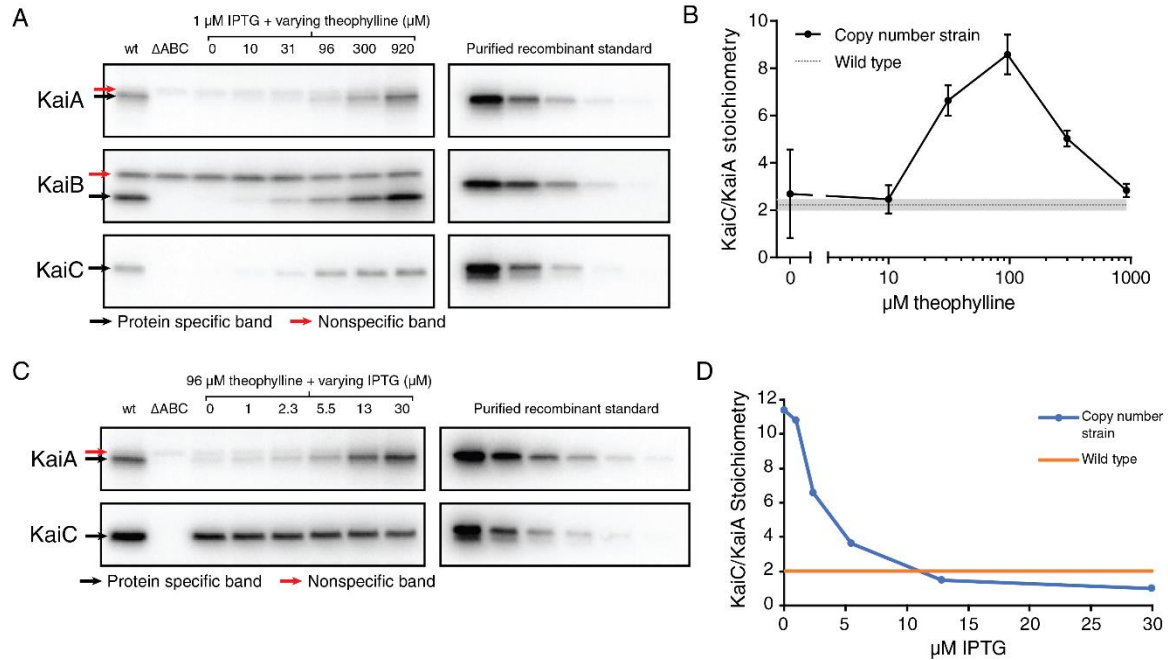 A
1 µM IPTG + varying theophylline (µM)
wt ΔABC 0 10 31 96 300 920
Purified recombinant standard
KaiA
KaiB
KaiC
Protein specific band
Nonspecific band
B
KaiC/KaiA stoichiometry
10
8
6
4
2
0
Copy number strain
Wild type
0 10 100 1000
µM theophylline
C
96 µM theophylline + varying IPTG (µM)
wt ΔABC 0 1 2.3 5.5 13 30
Purified recombinant standard
KaiA
KaiC
Protein specific band
Nonspecific band
D
KaiC/KaiA Stoichiometry
12
10
8
6
4
2
0
Copy number
strain
Wild type
0 5 10 15 20 25 30
µM IPTG